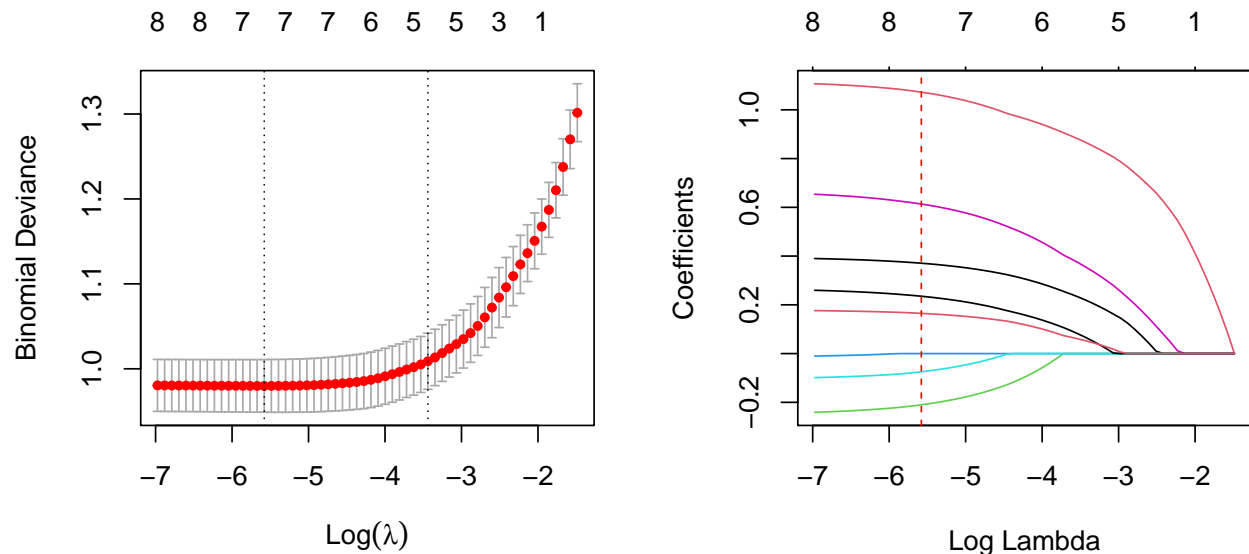 8 8 7 7 7 6 5 5 3 1
Binomial Deviance
1.3
1.2
1.1
1.0
−7 −6 −5 −4 −3 −2
Log(λ)
8 8 7 6 5 1
Coefficients
1.0
0.6
0.2
−0.2
−7 −6 −5 −4 −3 −2
Log Lambda